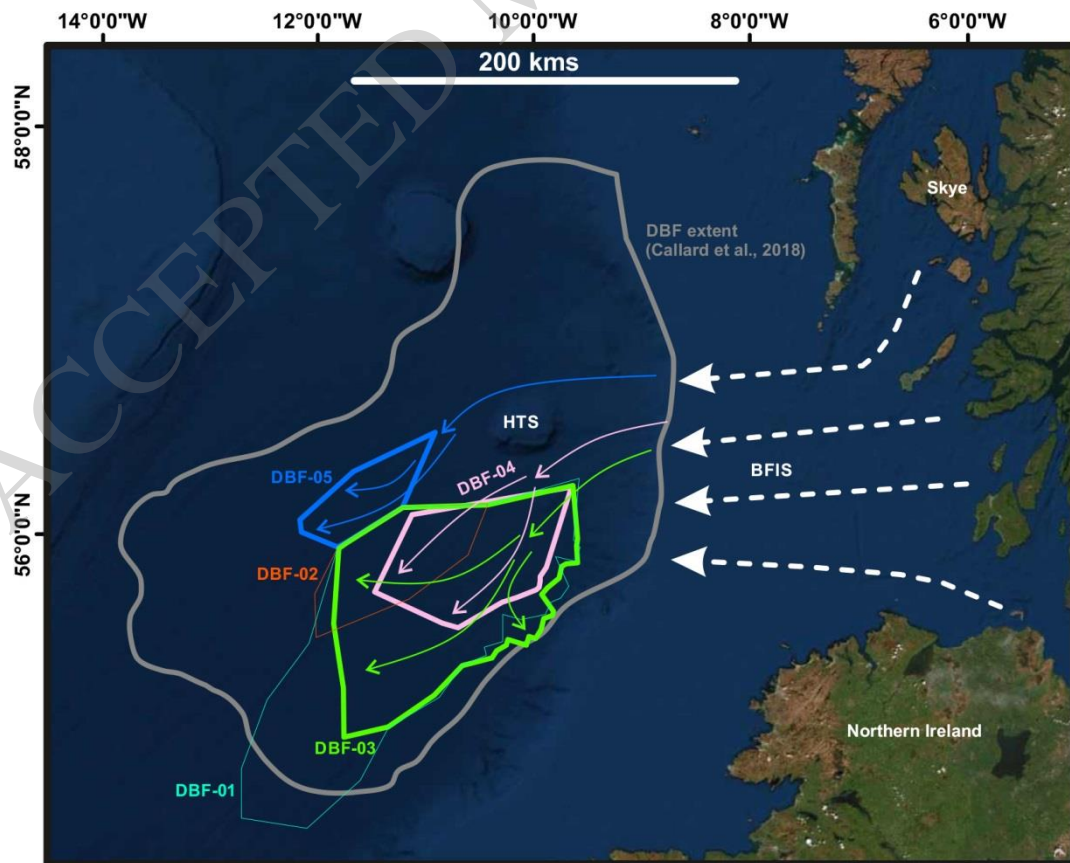 14°0'0"W 12°0'0"W 10°0'0"W 8°0'0"W 6°0'0"W
200 kms
58°0'0"N
Skye
DBF extent
(Callard et al., 2018)
HTS
BFIS
DBF-04
DBF-05
56°0'0"N
DBF-02
Northern Ireland
DBF-03
DBF-01
ACCEPTED M